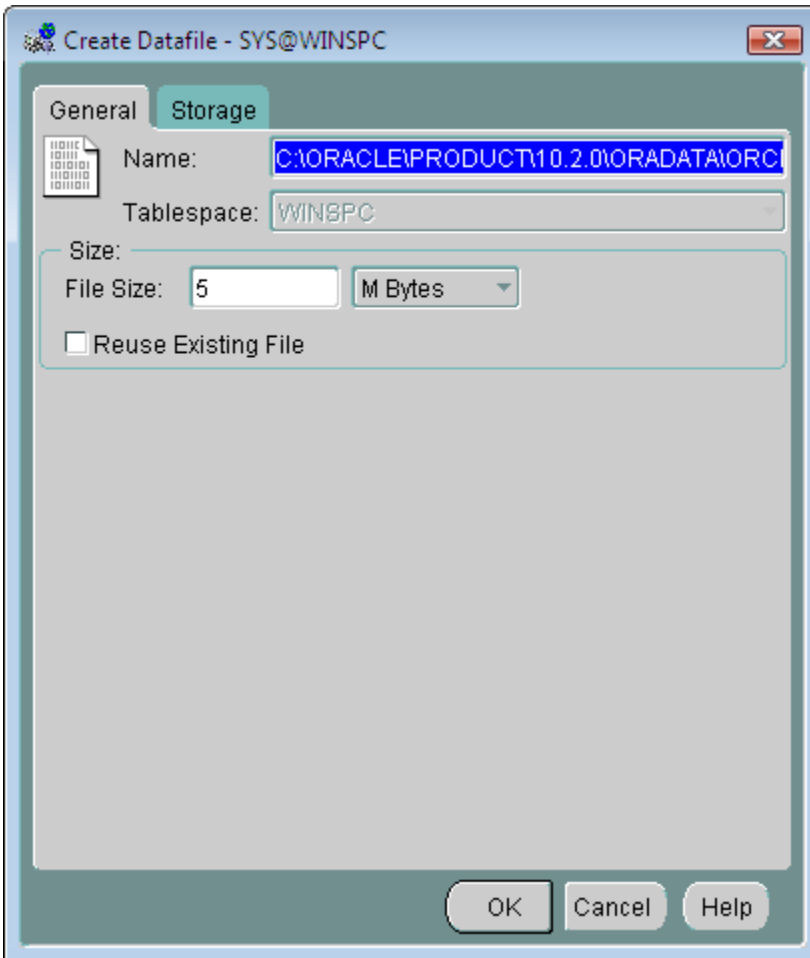 Create Datafile - SYS@WINSPC
General Storage
Name: C:\ORACLE\PRODUCT\10.2.0\ORADATA\ORCL
Tablespace: WINSPC
Size:
File Size: 5 M Bytes
Reuse Existing File
OK Cancel Help